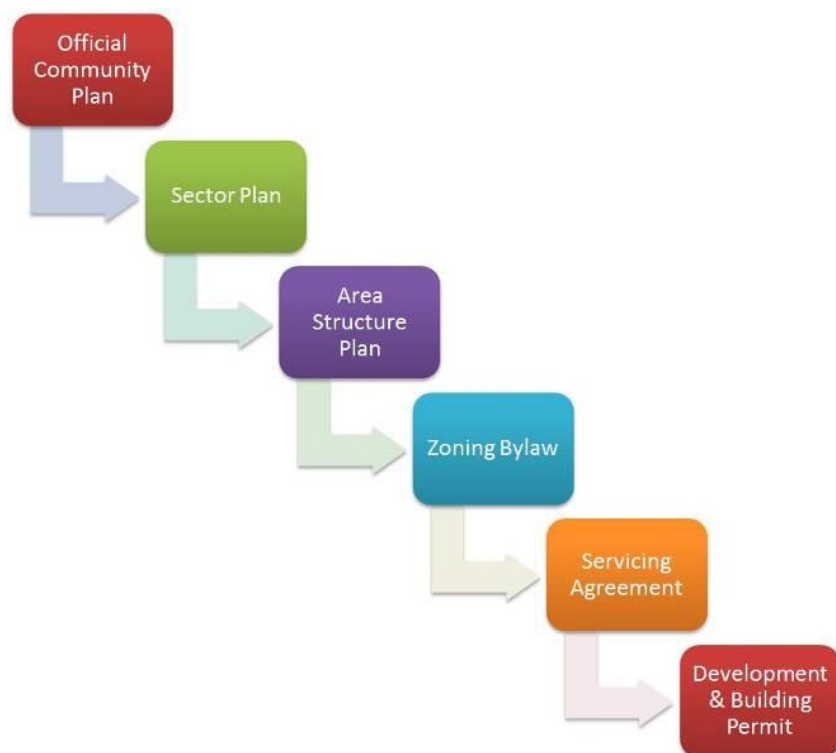 Official
Community
Plan
Sector Plan
Area
Structure
Plan
Zoning Bylaw
Servicing
Agreement
Development
& Building
Permit